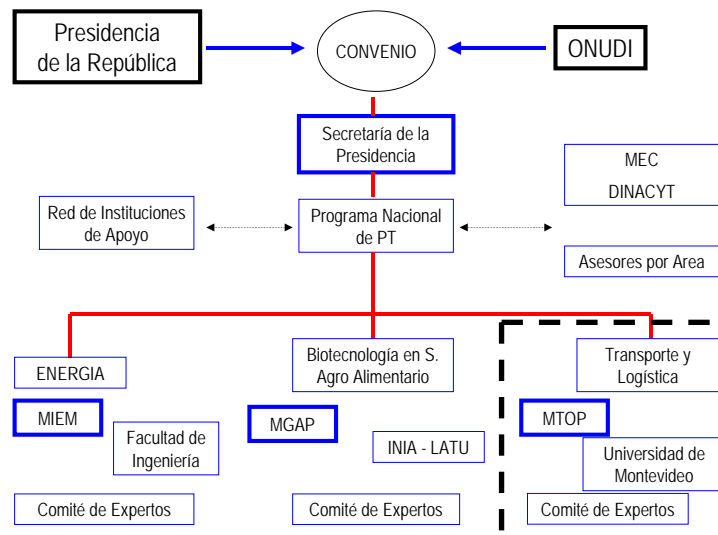 Presidencia
de la República
CONVENIO
ONUDI
Secretaría de la
Presidencia
MEC
DINACYT
Red de Instituciones
de Apoyo
Programa Nacional
de PT
Asesores por Area
ENERGIA
Biotecnología en S.
Agro Alimentario
Transporte y
Logística
MIEM
MGAP
MTOP
Facultad de
Ingeniería
INIA - LATU
Universidad de
Montevideo
Comité de Expertos
Comité de Expertos
Comité de Expertos